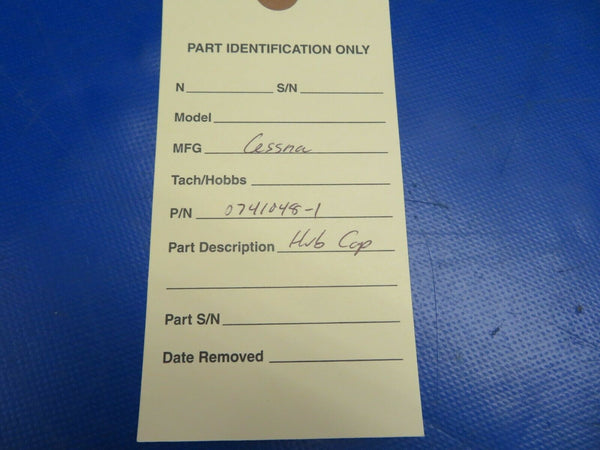 PART IDENTIFICATION ONLY
N S/N
Model
MFG Cessna
Tach/Hobbs
P/N 0741048-1
Part Description Hub Cap
Part S/N
Date Removed